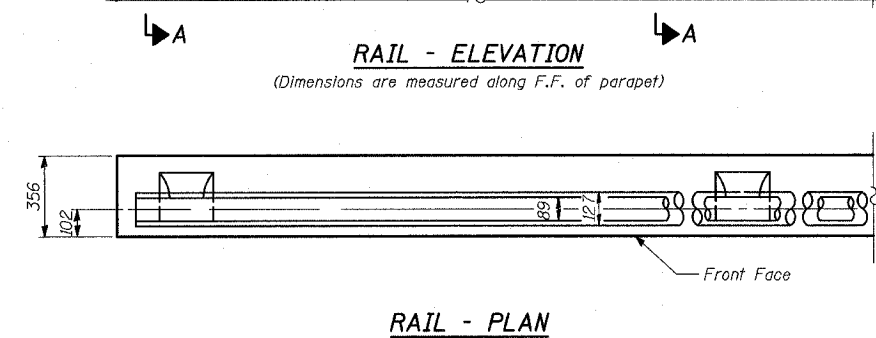 A A
RAIL - ELEVATION
(Dimensions are measured along F.F. of parapet)
356
102
89
127
Front Face
RAIL - PLAN